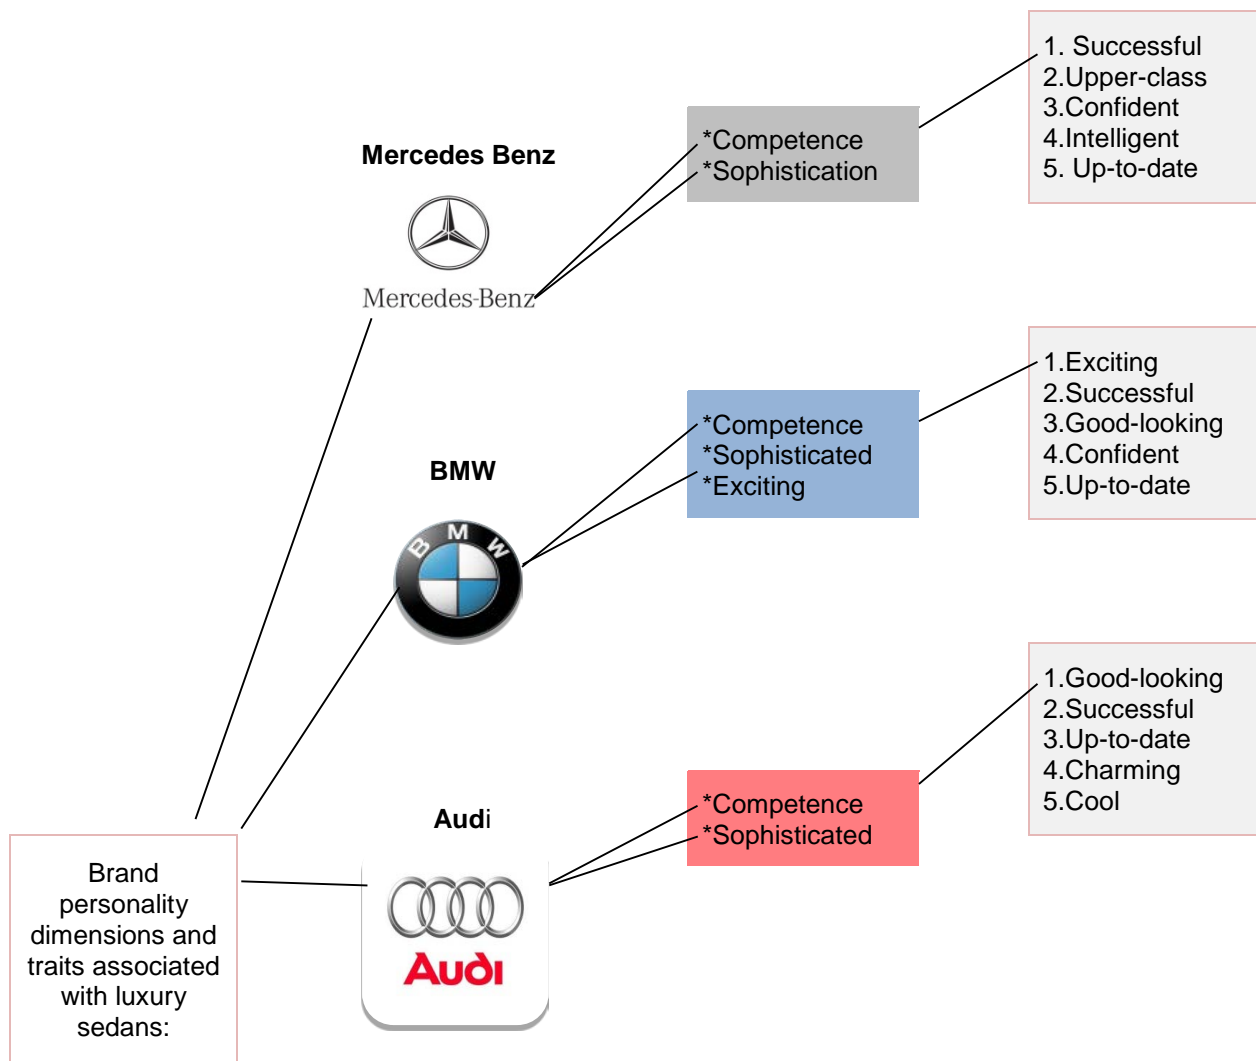 Mercedes Benz
Mercedes-Benz
*Competence
*Sophistication
1. Successful
2.Upper-class
3.Confident
4.Intelligent
5. Up-to-date
BMW
BMW
*Competence
*Sophisticated
*Exciting
1.Exciting
2.Successful
3.Good-looking
4.Confident
5.Up-to-date
Audi
Audi
*Competence
*Sophisticated
1.Good-looking
2.Successful
3.Up-to-date
4.Charming
5.Cool
Brand
personality
dimensions and
traits associated
with luxury
sedans: